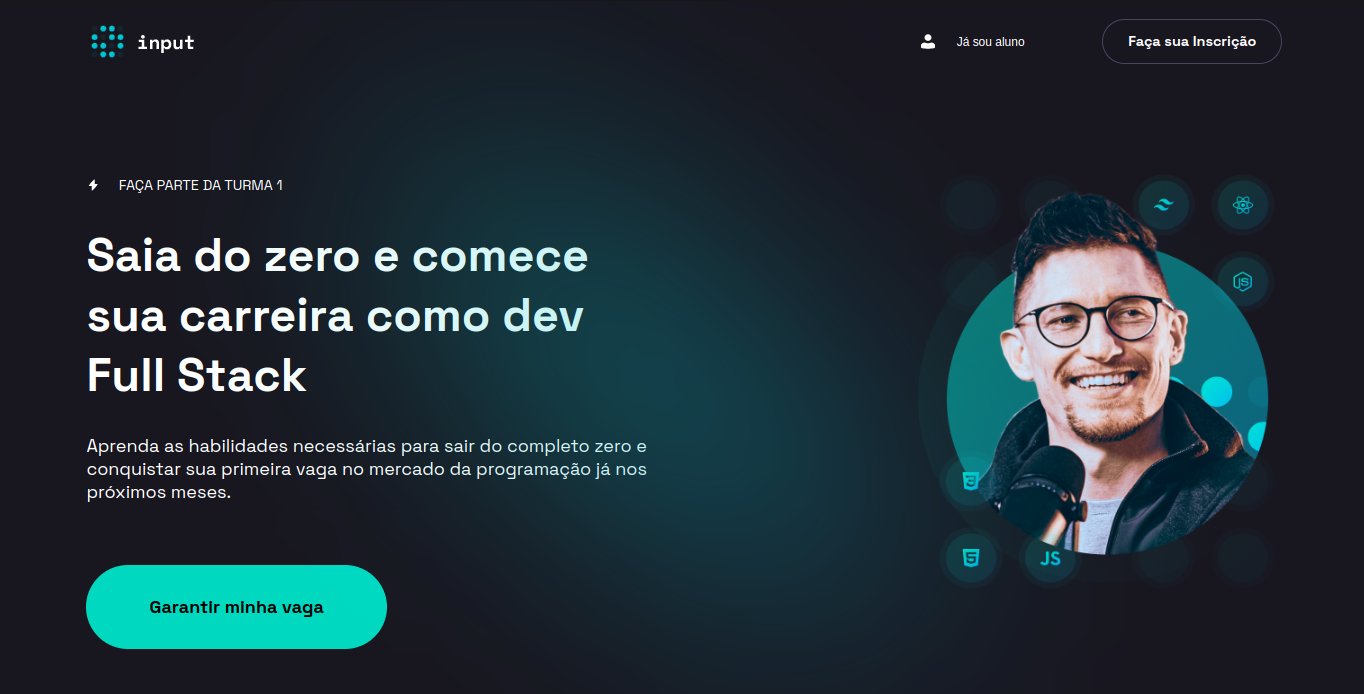 input
Já sou aluno
Faça sua Inscrição
FAÇA PARTE DA TURMA 1
Saia do zero e comece
sua carreira como dev
Full Stack
Aprenda as habilidades necessárias para sair do completo zero e
conquistar sua primeira vaga no mercado da programação já nos
próximos meses.
Garantir minha vaga
JS
3
5
JS